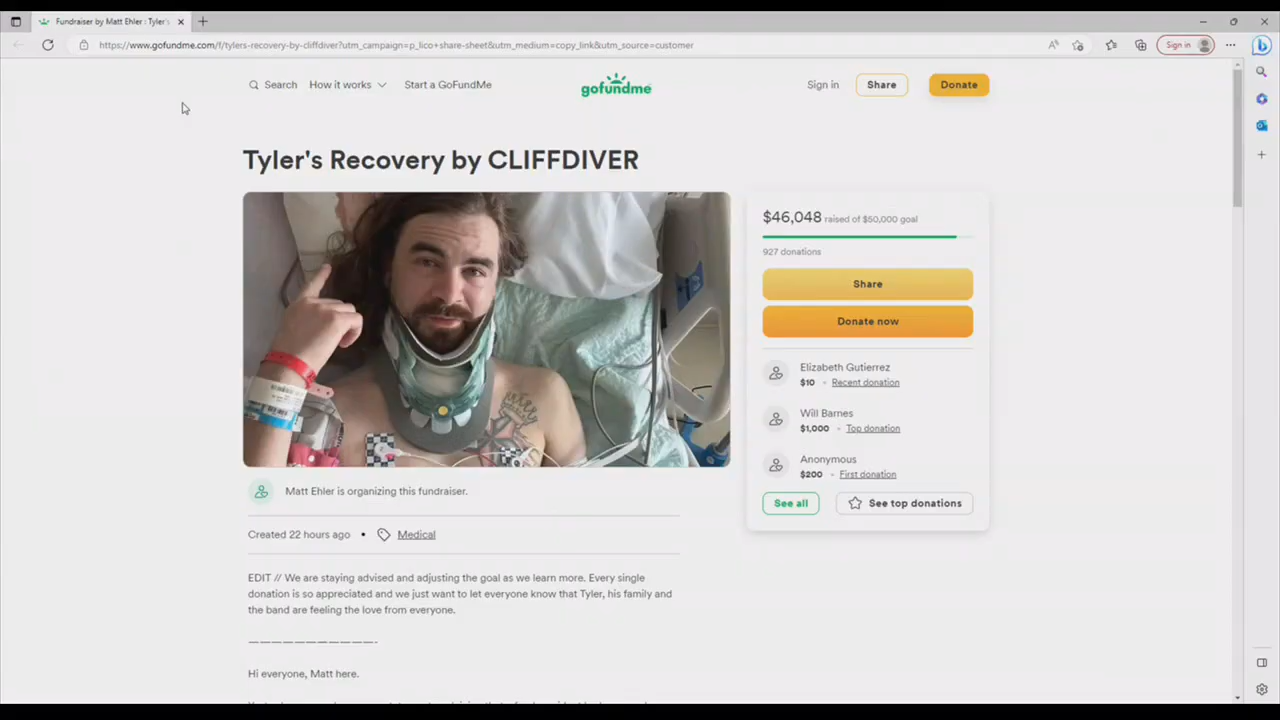 Fundraiser by Matt Ehler : Tyler's
https://www.gofundme.com/f/tylers-recovery-by-cliffdiver?utm_campaign=p_lico+share-sheet&utm_medium=copy_link&utm_source=customer
Sign in
Search
How it works
Start a GoFundMe
gofundme
Sign in
Share
Donate
Tyler's Recovery by CLIFFDIVER
$46,048 raised of $50,000 goal
927 donations
Share
Donate now
Elizabeth Gutierrez
$10 • Recent donation
Will Barnes
$1,000 • Top donation
Anonymous
$200 • First donation
See all
See top donations
Matt Ehler is organizing this fundraiser.
Created 22 hours ago • Medical
EDIT // We are staying advised and adjusting the goal as we learn more. Every single
donation is so appreciated and we just want to let everyone know that Tyler, his family and
the band are feeling the love from everyone.
———————————-
Hi everyone, Matt here.